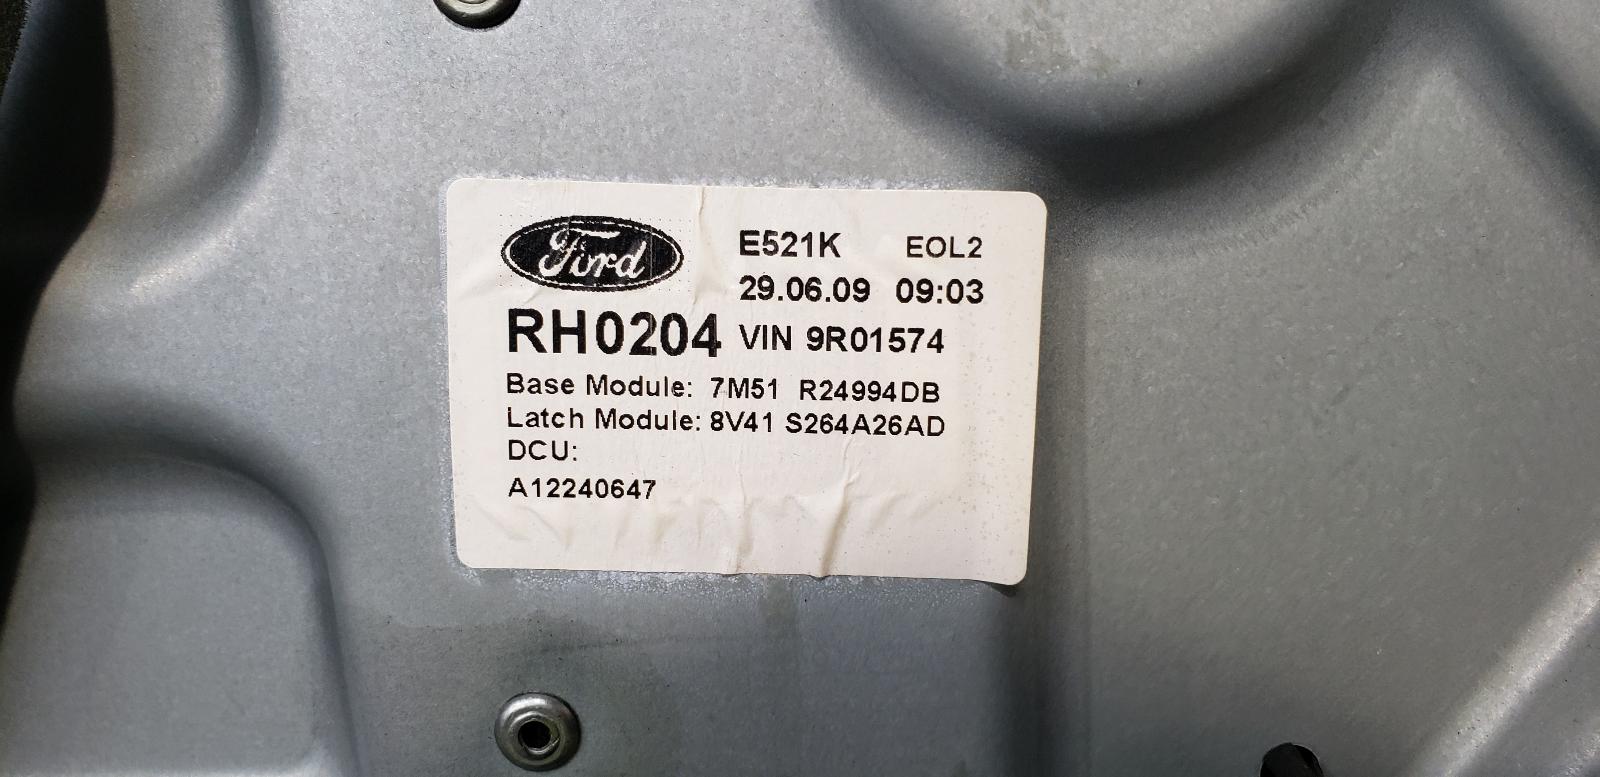 Ford
E521K EOL2
29.06.09 09:03
RH0204 VIN 9R01574
Base Module: 7M51 R24994DB
Latch Module: 8V41 S264A26AD
DCU:
A12240647